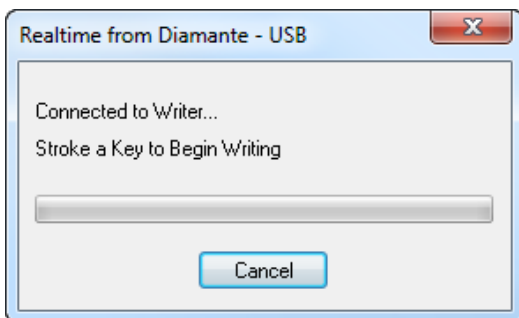 Realtime from Diamante - USB
Connected to Writer...
Stroke a Key to Begin Writing
Cancel